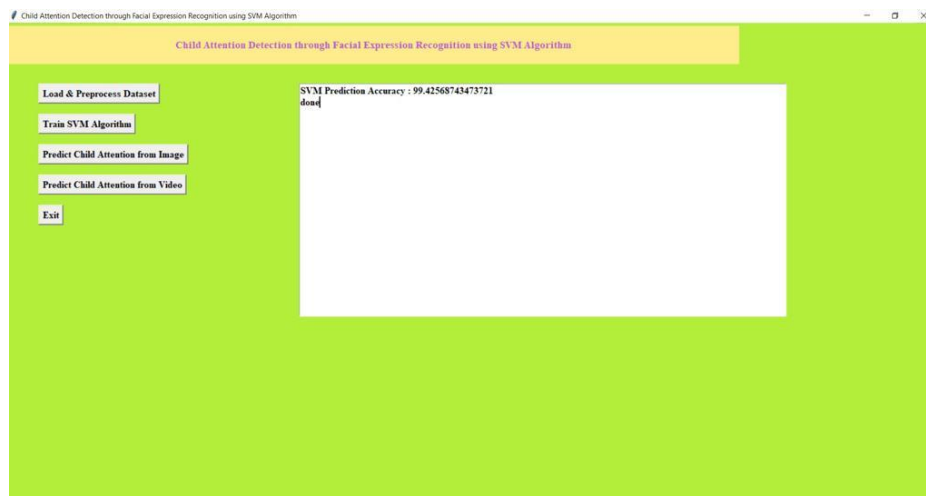 Child Attention Detection through Facial Expression Recognition using SVM Algorithm
Child Attention Detection through Facial Expression Recognition using SVM Algorithm
Load & Preprocess Dataset
Train SVM Algorithm
Predict Child Attention from Image
Predict Child Attention from Video
Exit
SVM Prediction Accuracy : 99.42568743473721
done